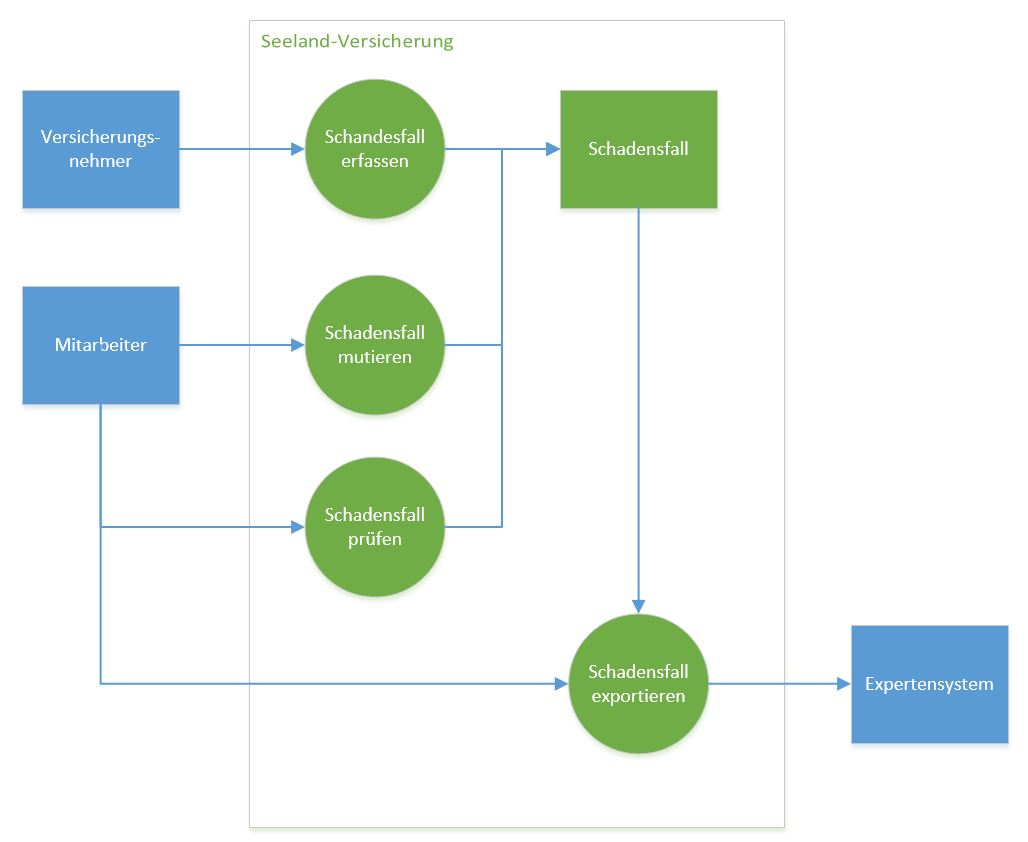 Seeland-Versicherung
Versicherungs-
nehmer
Schandesfall
erfassen
Schadensfall
Mitarbeiter
Schadensfall
mutieren
Schadensfall
prüfen
Schadensfall
exportieren
Expertensystem